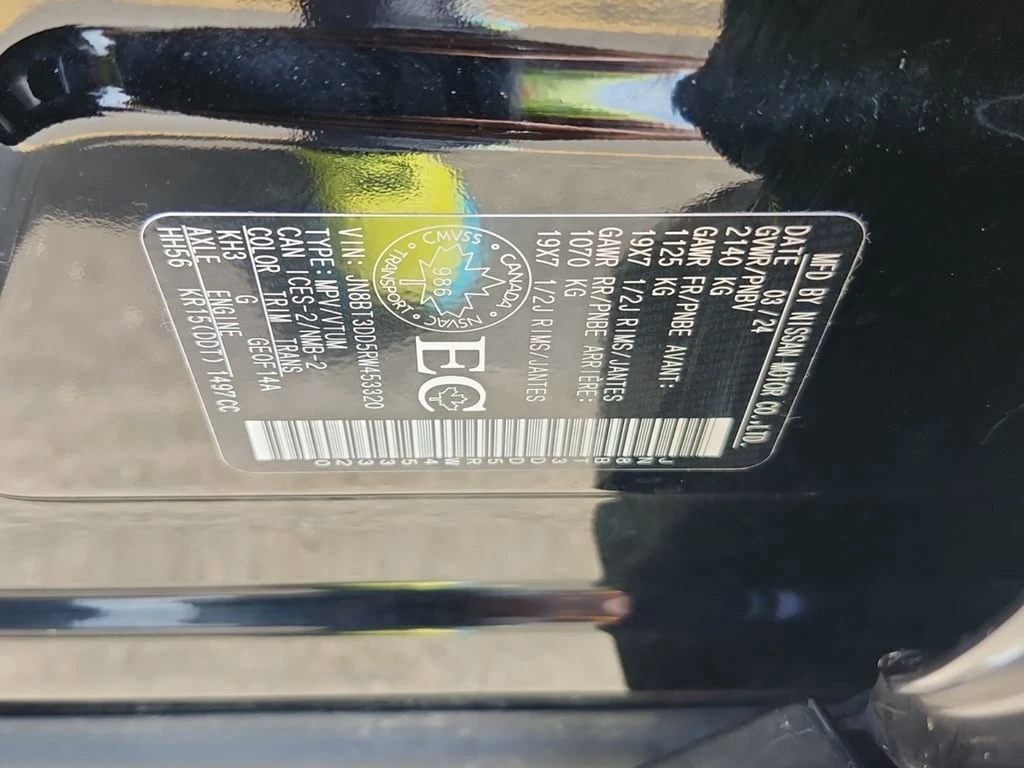 MFD BY NISSAN MOTOR CO.,LTD.
DATE 03/24
GVWR/PNBV
2140 KG
GAWR FR/PNBE AVANT:
1125 KG
19X7 1/2J RIMS/JANTES
GAWR RR/PNBE ARRIÈRE:
1070 KG
19X7 1/2J RIMS/JANTES
CMVSS CANADA NSVAC TRANSPORT
986
EC
VIN: JN8BT3DD5RW453320
TYPE: MPV/VTUM
CAN ICES-2/NMB-2
COLOR TRIM TRANS
KH3 G GE0F14A
AXLE ENGINE
HH56 KR15(DDT) 1497CC
JN8BT3DD5RW453320